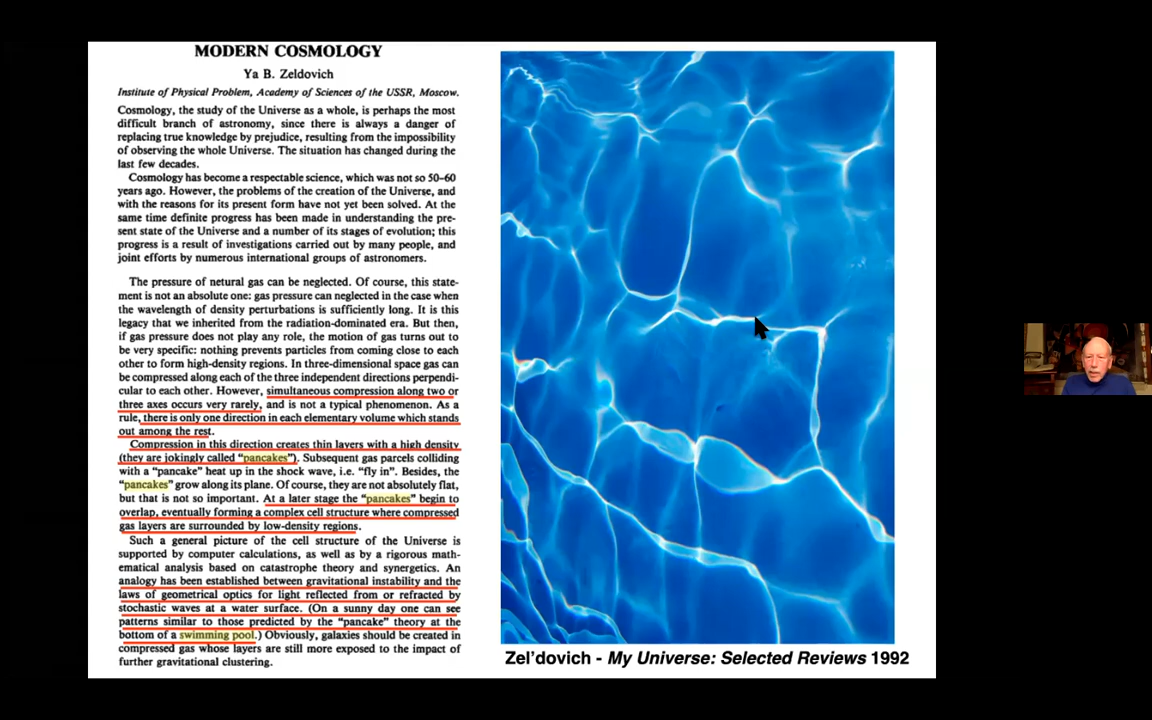 MODERN COSMOLOGY
Ya B. Zeldovich
Institute of Physical Problem, Academy of Sciences of the USSR, Moscow.
Cosmology, the study of the Universe as a whole, is perhaps the most
difficult branch of astronomy, since there is always a danger of
replacing true knowledge by prejudice, resulting from the impossibility
of observing the whole Universe. The situation has changed during the
last few decades.
Cosmology has become a respectable science, which was not so 50–60
years ago. However, the problems of the creation of the Universe, and
with the reasons for its present form have not yet been solved. At the
same time definite progress has been made in understanding the pre-
sent state of the Universe and a number of its stages of evolution; this
progress is a result of investigations carried out by many people, and
joint efforts by numerous international groups of astronomers.
The pressure of netural gas can be neglected. Of course, this state-
ment is not an absolute one: gas pressure can neglected in the case when
the wavelength of density perturbations is sufficiently long. It is this
legacy that we inherited from the radiation-dominated era. But then,
if gas pressure does not play any role, the motion of gas turns out to
be very specific: nothing prevents particles from coming close to each
other to form high-density regions. In three-dimensional space gas can
be compressed along each of the three independent directions perpendi-
cular to each other. However, simultaneous compression along two or
three axes occurs very rarely, and is not a typical phenomenon. As a
rule, there is only one direction in each elementary volume which stands
out among the rest.
Compression in this direction creates thin layers with a high density
(they are jokingly called "pancakes"). Subsequent gas parcels colliding
with a "pancake" heat up in the shock wave, i.e. "fly in". Besides, the
"pancakes" grow along its plane. Of course, they are not absolutely flat,
but that is not so important. At a later stage the "pancakes" begin to
overlap, eventually forming a complex cell structure where compressed
gas layers are surrounded by low-density regions.
Such a general picture of the cell structure of the Universe is
supported by computer calculations, as well as by a rigorous math-
ematical analysis based on catastrophe theory and synergetics. An
analogy has been established between gravitational instability and the
laws of geometrical optics for light reflected from or refracted by
stochastic waves at a water surface. (On a sunny day one can see
patterns similar to those predicted by the "pancake" theory at the
bottom of a swimming pool.) Obviously, galaxies should be created in
compressed gas whose layers are still more exposed to the impact of
further gravitational clustering.
Zel'dovich - My Universe: Selected Reviews 1992